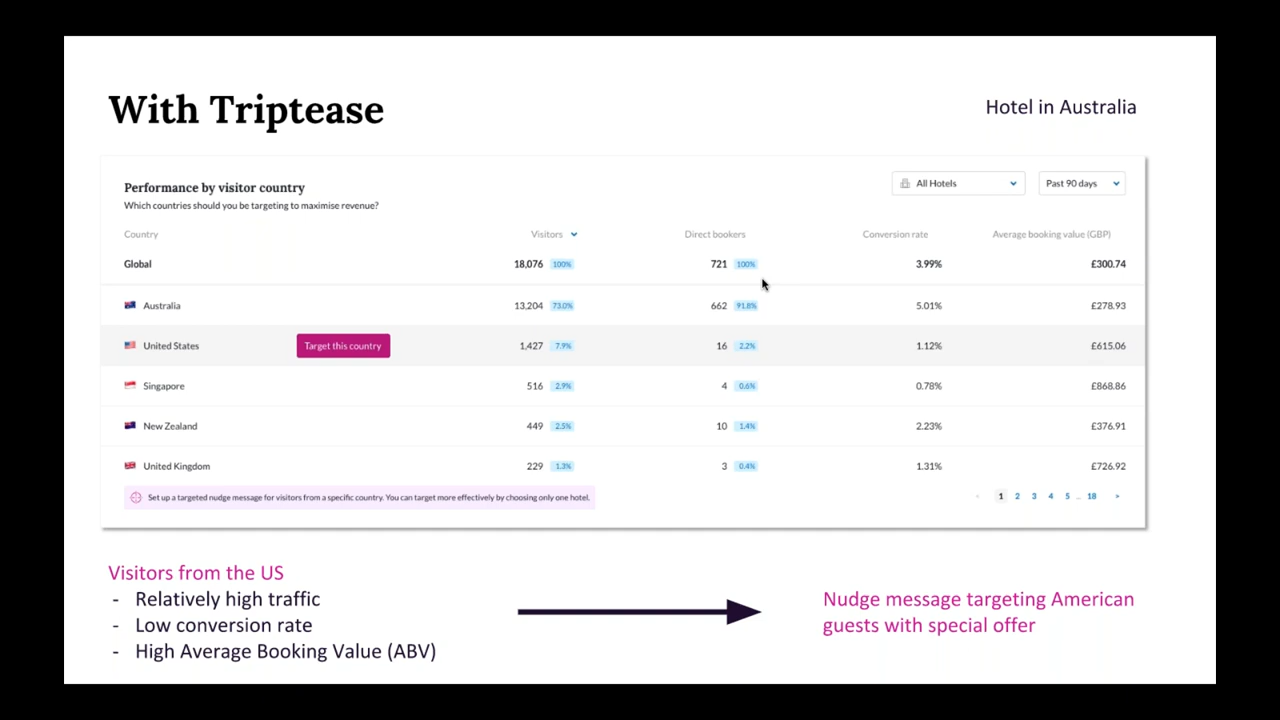 With Triptease
Hotel in Australia
Performance by visitor country
Which countries should you be targeting to maximise revenue?
All Hotels
Past 90 days
Country Visitors Direct bookers Conversion rate Average booking value (GBP)
Global 18,076 100% 721 100% 3.99% £300.74
Australia 13,204 73.0% 662 91.8% 5.01% £278.93
United States Target this country 1,427 7.9% 16 2.2% 1.12% £615.06
Singapore 516 2.9% 4 0.6% 0.78% £868.86
New Zealand 449 2.5% 10 1.4% 2.23% £376.91
United Kingdom 229 1.3% 3 0.4% 1.31% £726.92
Set up a targeted nudge message for visitors from a specific country. You can target more effectively by choosing only one hotel.
< 1 2 3 4 5 ... 18 >
Visitors from the US
- Relatively high traffic
- Low conversion rate
- High Average Booking Value (ABV)
Nudge message targeting American
guests with special offer